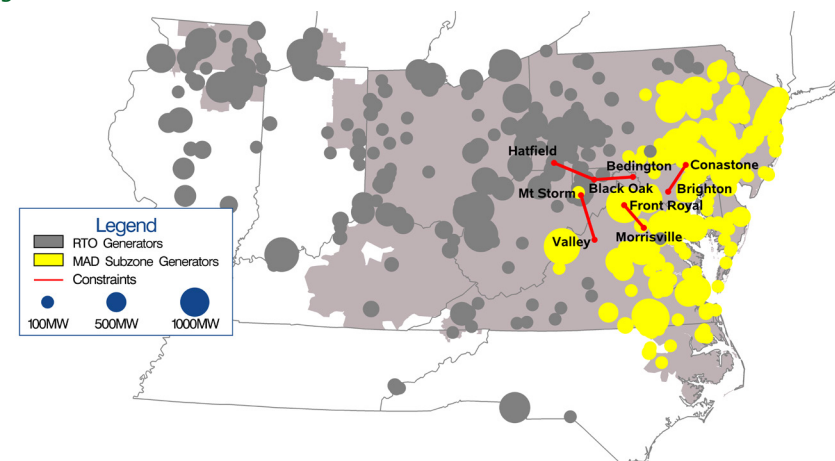 Hatfield
Bedington
Conastone
Mt Storm
Black Oak
Brighton
Front Royal
Valley
Morrisville
Legend
RTO Generators
MAD Subzone Generators
Constraints
100MW
500MW
1000MW